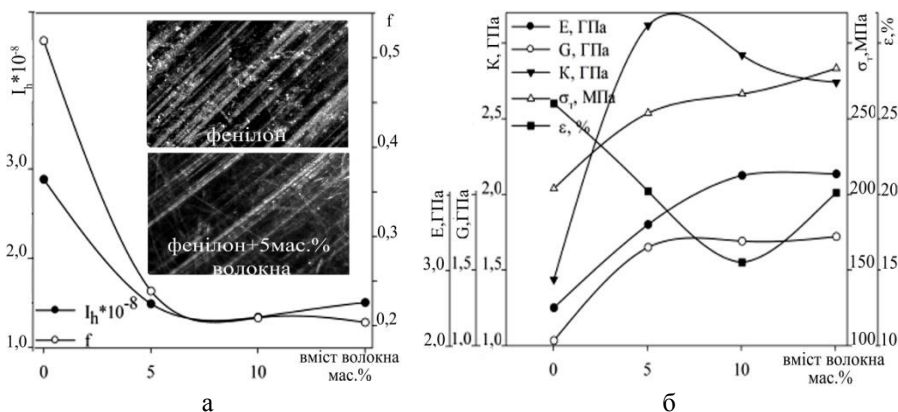 а
I_h*10^-8
f
0,5
0,4
0,3
0,2
3,0
2,0
1,0
фенілон
фенілон+5мас.%
волокна
I_h*10^-8
f
0
5
10
вміст волокна
мас.%
а
б
E, ГПа
G, ГПа
K, ГПа
σ_т, МПа
ε, %
E,ГПа
G,ГПа
K, ГПа
σ_т,МПа
ε,%
3,0
2,0
1,5
1,0
2,5
2,0
1,5
1,0
250
200
150
100
25
20
15
10
0
5
10
вміст волокна
мас.%
б